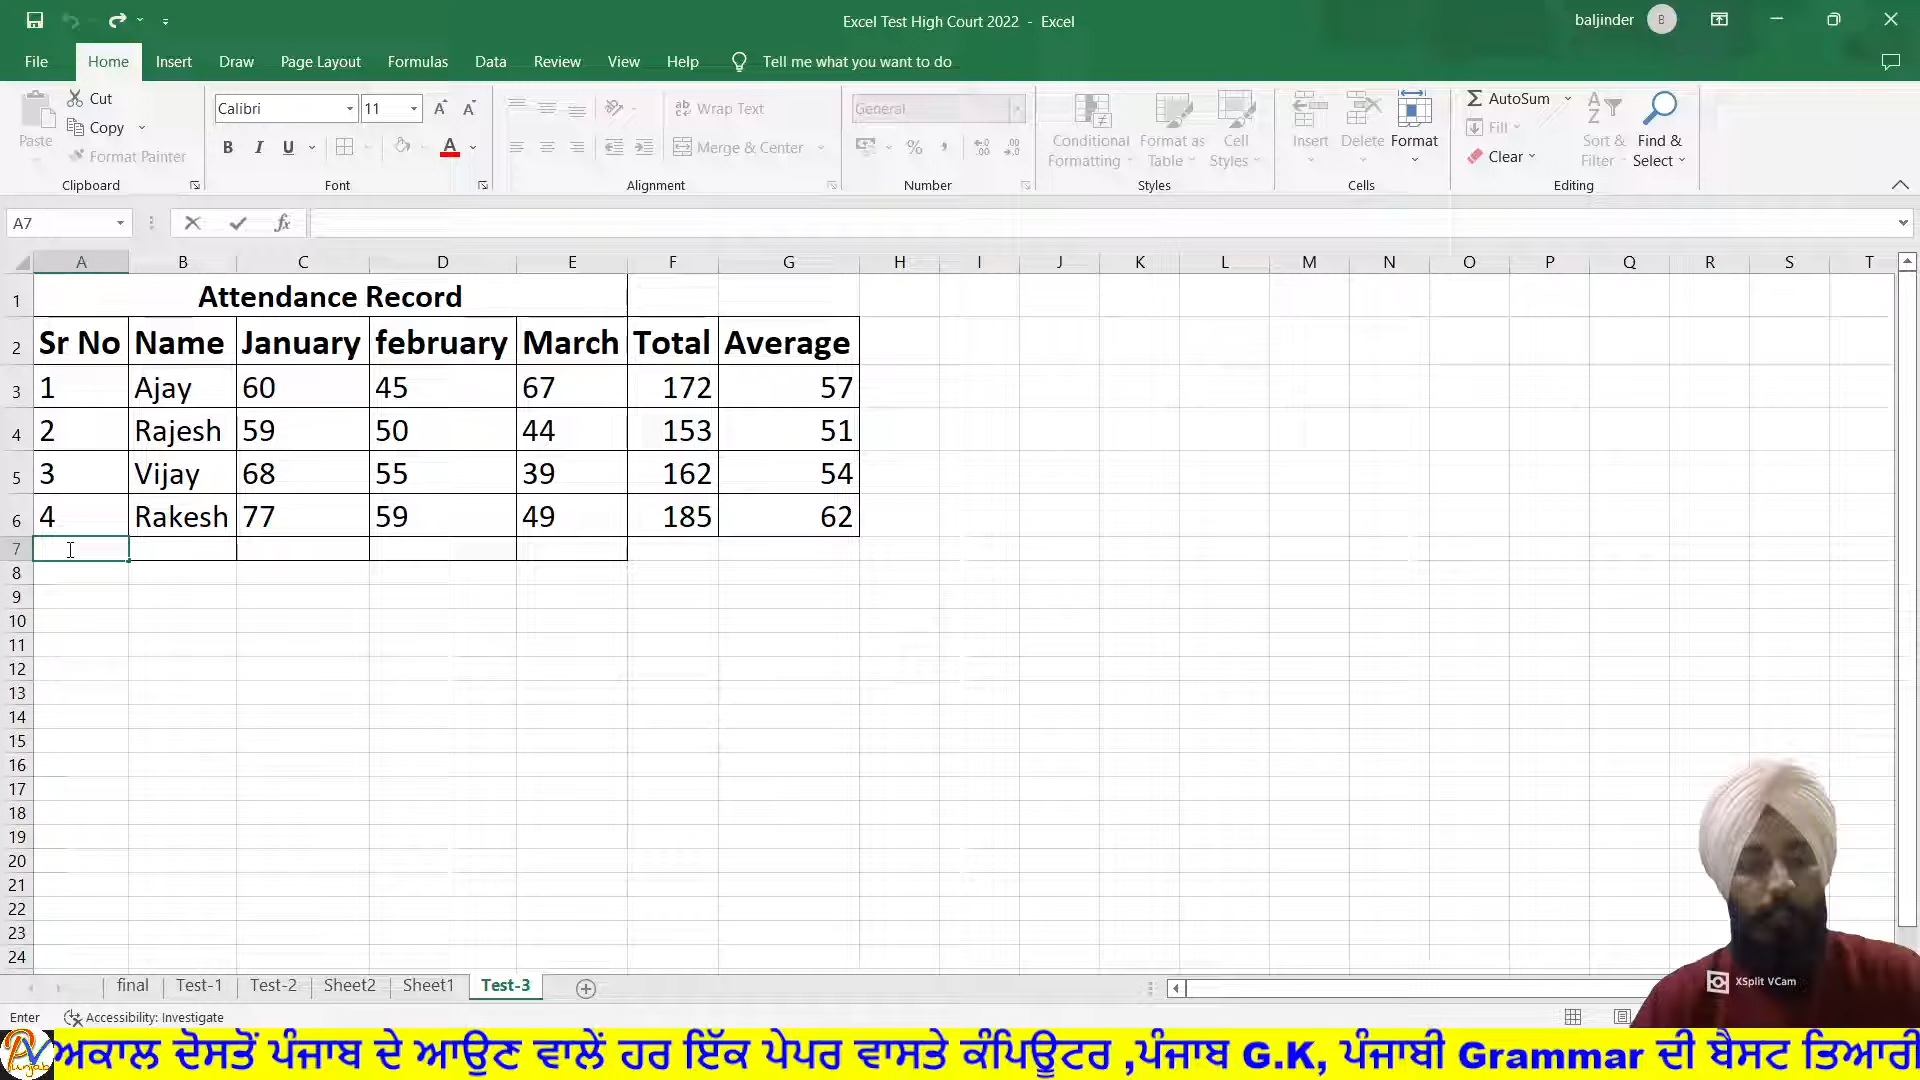 Excel Test High Court 2022 - Excel
baljinder B
File Home Insert Draw Page Layout Formulas Data Review View Help Tell me what you want to do
Cut
Copy
Format Painter
Paste
Clipboard
Calibri 11 A A
B I U A
Font
ab Wrap Text
Merge & Center
Alignment
General
% ,
Number
Conditional Formatting
Format as Table
Cell Styles
Styles
Insert Delete Format
Cells
AutoSum
Fill
Clear
Sort & Filter
Find & Select
Editing
A7 fx
A B C D E F G H I J K L M N O P Q R S T
1 Attendance Record
2 Sr No Name January february March Total Average
3 1 Ajay 60 45 67 172 57
4 2 Rajesh 59 50 44 153 51
5 3 Vijay 68 55 39 162 54
6 4 Rakesh 77 59 49 185 62
7
8
9
10
11
12
13
14
15
16
17
18
19
20
21
22
23
24
XSplit VCam
final Test-1 Test-2 Sheet2 Sheet1 Test-3
Enter Accessibility: Investigate
Punjab
ਅਕਾਲ ਦੋਸਤੋਂ ਪੰਜਾਬ ਦੇ ਆਉਣ ਵਾਲੇਂ ਹਰ ਇੱਕ ਪੇਪਰ ਵਾਸਤੇ ਕੰਪਿਊਟਰ ,ਪੰਜਾਬ G.K, ਪੰਜਾਬੀ Grammar ਦੀ ਬੈਸਟ ਤਿਆਰੀ